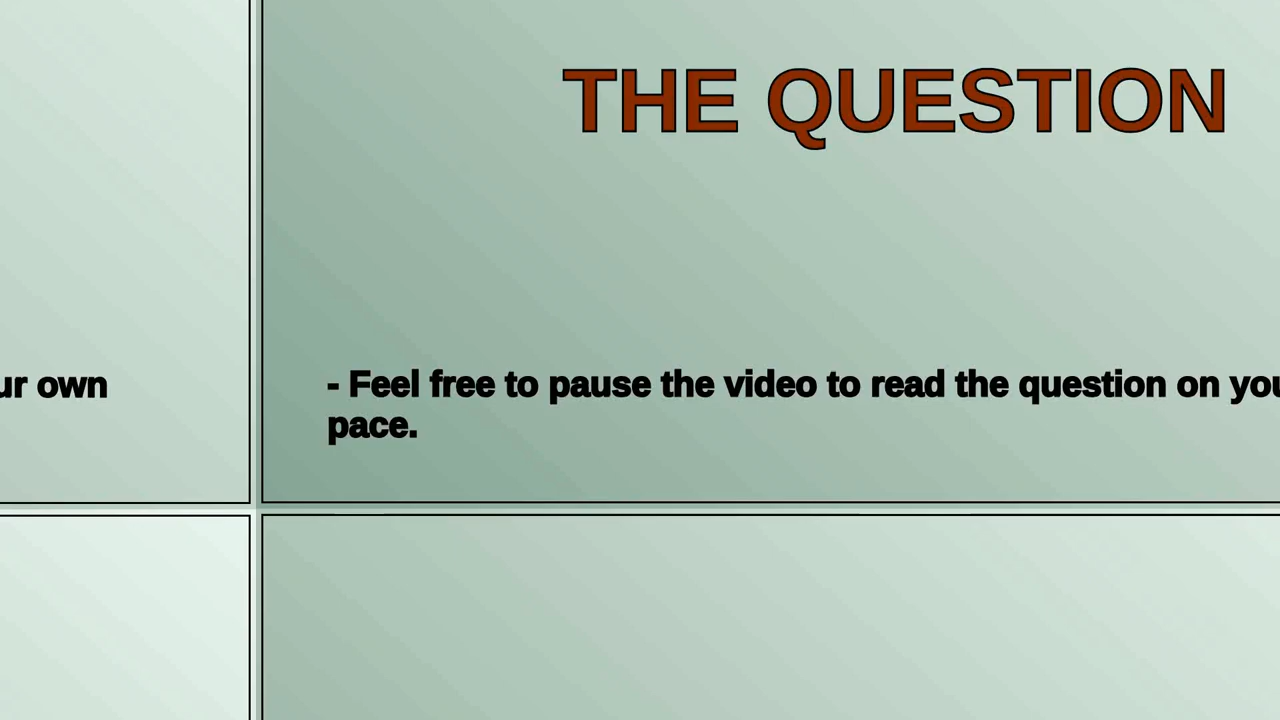 THE QUESTION
ur own
- Feel free to pause the video to read the question on you
pace.